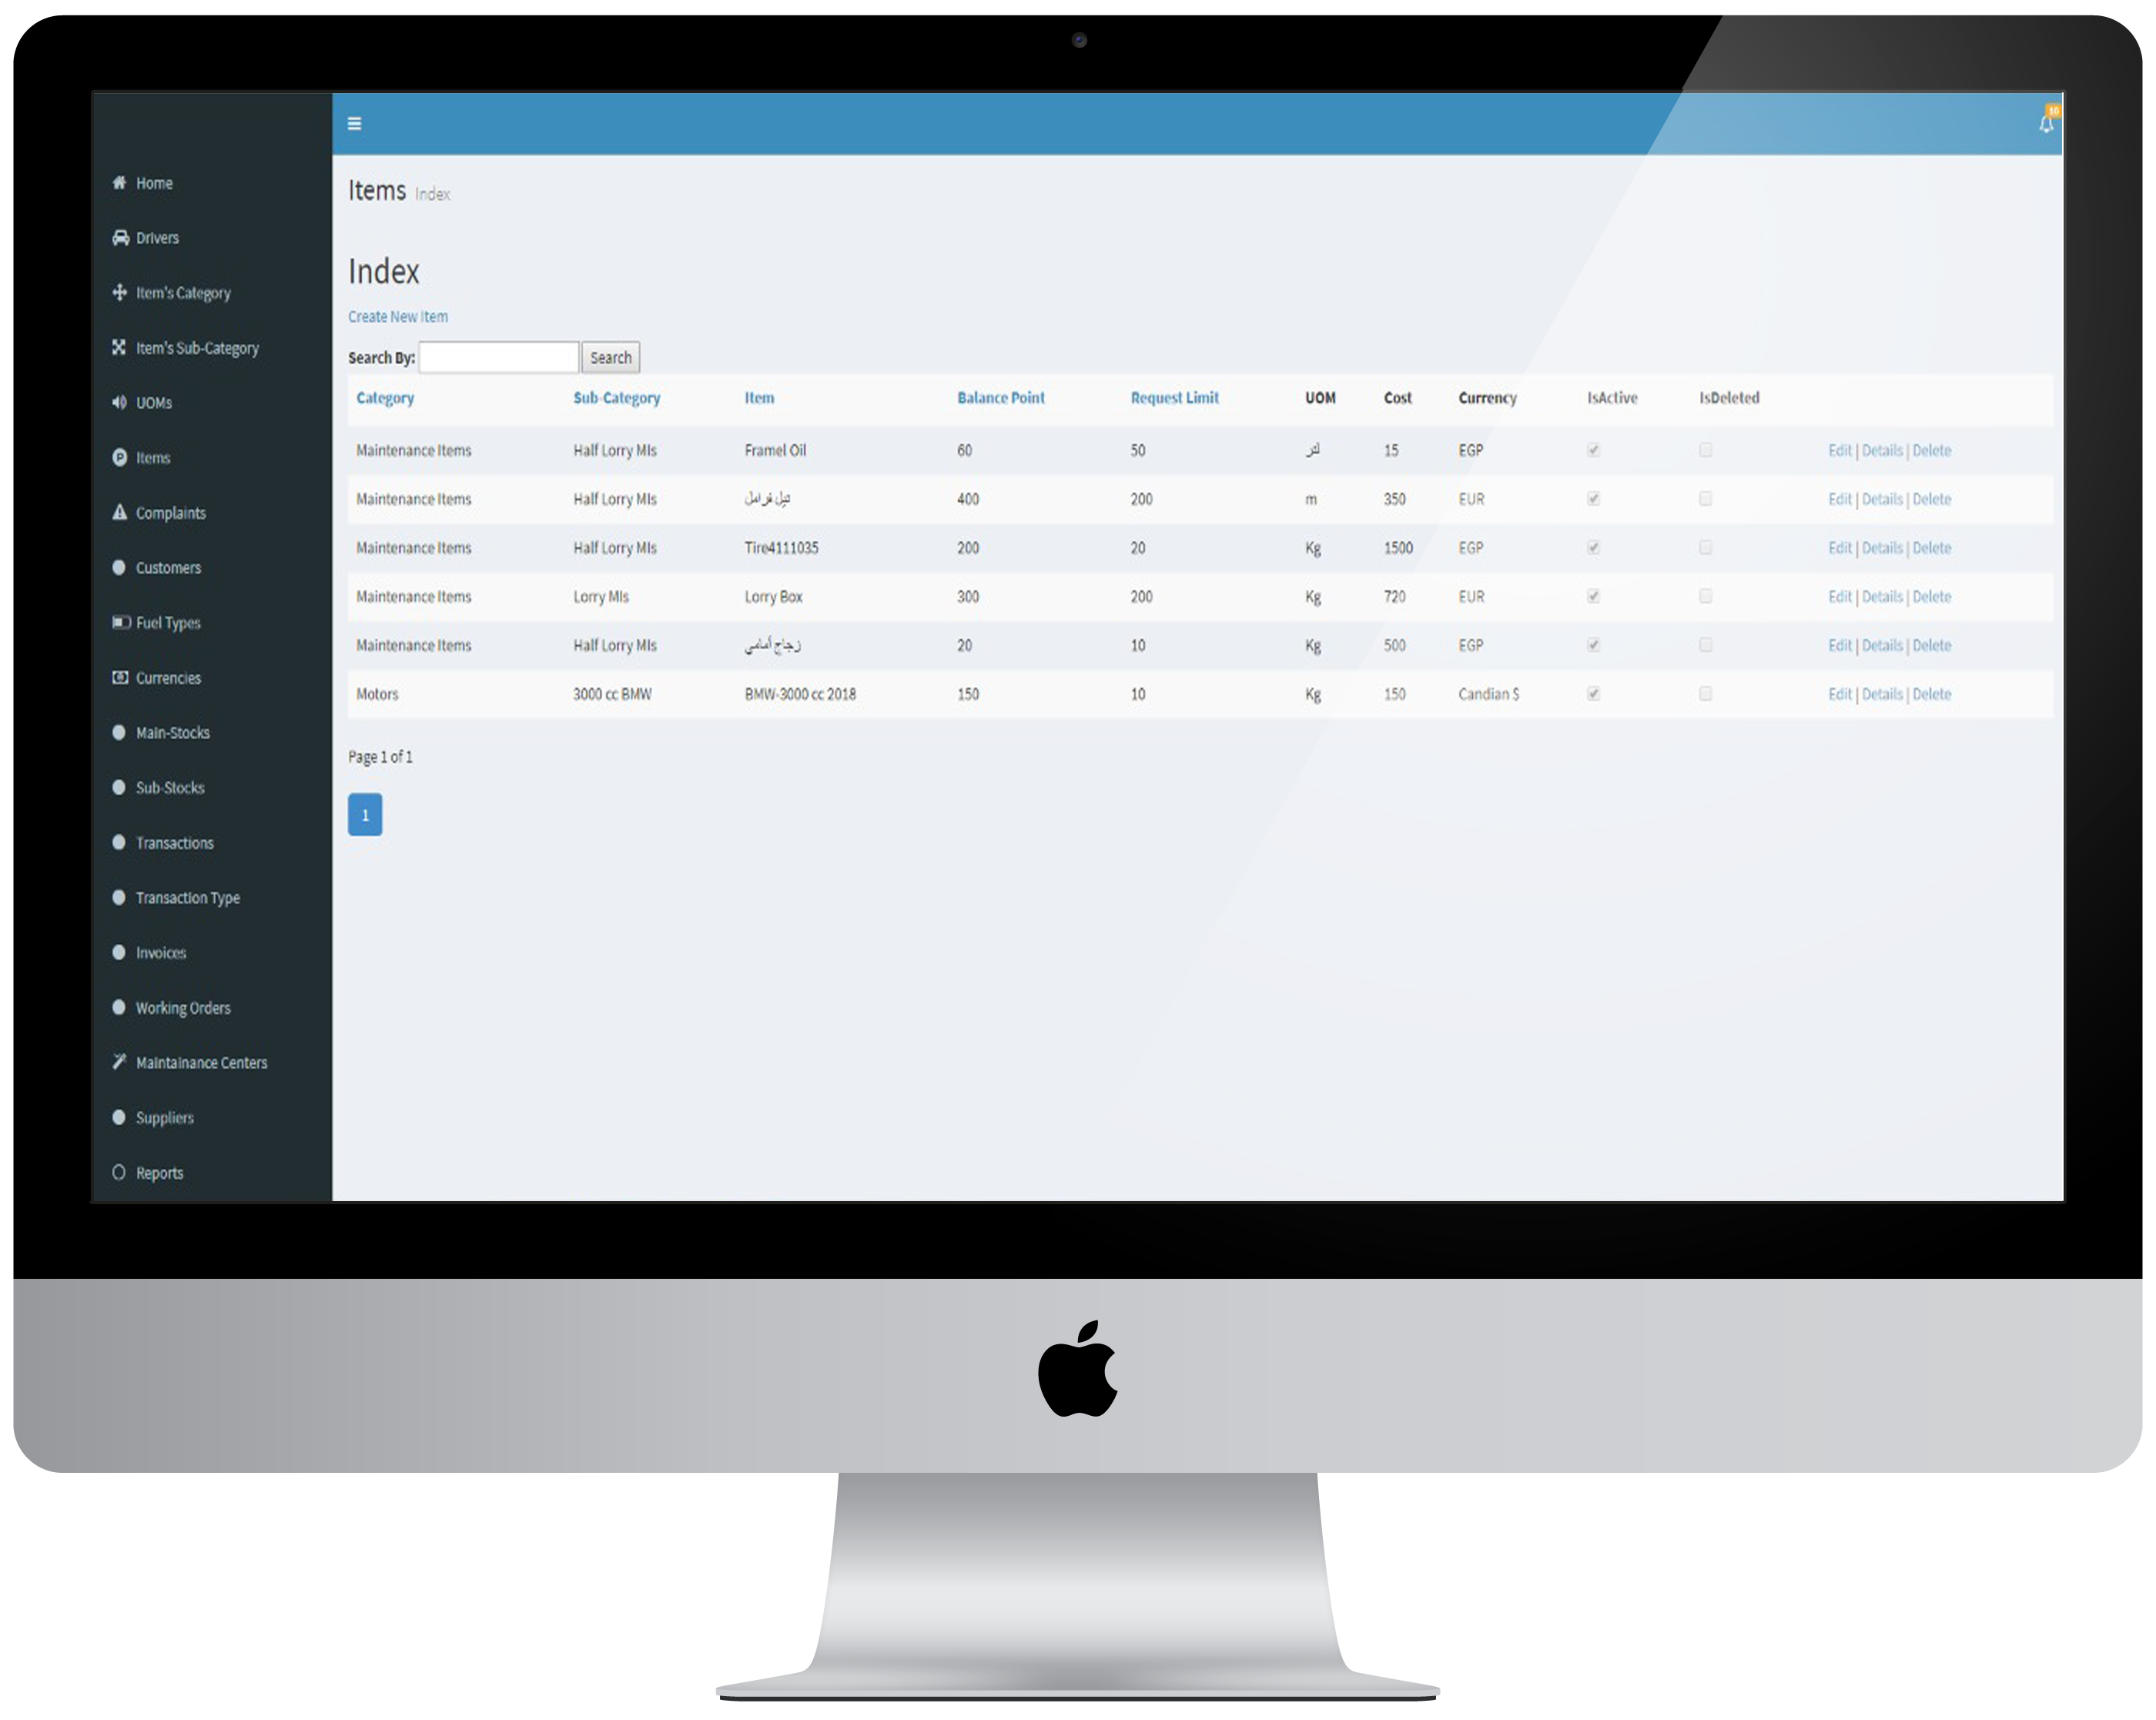 10
Home
Drivers
Item's Category
Item's Sub-Category
UOMs
Items
Complaints
Customers
Fuel Types
Currencies
Main-Stocks
Sub-Stocks
Transactions
Transaction Type
Invoices
Working Orders
Maintainance Centers
Suppliers
Reports
Items Index
Index
Create New Item
Search By: Search
Category Sub-Category Item Balance Point Request Limit UOM Cost Currency IsActive IsDeleted
Maintenance Items Half Lorry MIs Framel Oil 60 50 لتر 15 EGP Edit | Details | Delete
Maintenance Items Half Lorry MIs تيل فرامل 400 200 m 350 EUR Edit | Details | Delete
Maintenance Items Half Lorry MIs Tire4111035 200 20 Kg 1500 EGP Edit | Details | Delete
Maintenance Items Lorry MIs Lorry Box 300 200 Kg 720 EUR Edit | Details | Delete
Maintenance Items Half Lorry MIs زجاج أمامي 20 10 Kg 500 EGP Edit | Details | Delete
Motors 3000 cc BMW BMW-3000 cc 2018 150 10 Kg 150 Candian $ Edit | Details | Delete
Page 1 of 1
1